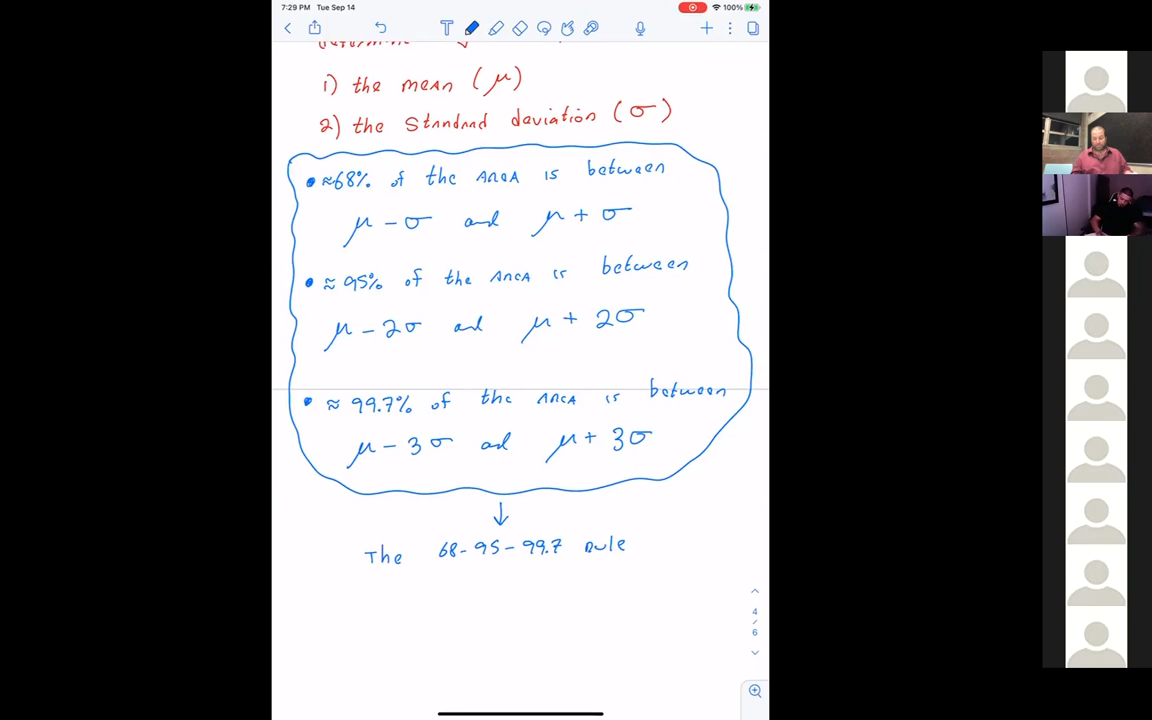 7:29 PM Tue Sep 14
100%
1) the mean (μ)
2) the standard deviation (σ)
• ≈68% of the area is between
μ - σ and μ + σ
• ≈ 95% of the area is between
μ - 2σ and μ + 2σ
• ≈ 99.7% of the area is between
μ - 3σ and μ + 3σ
↓
The 68-95-99.7 Rule
4
/
6